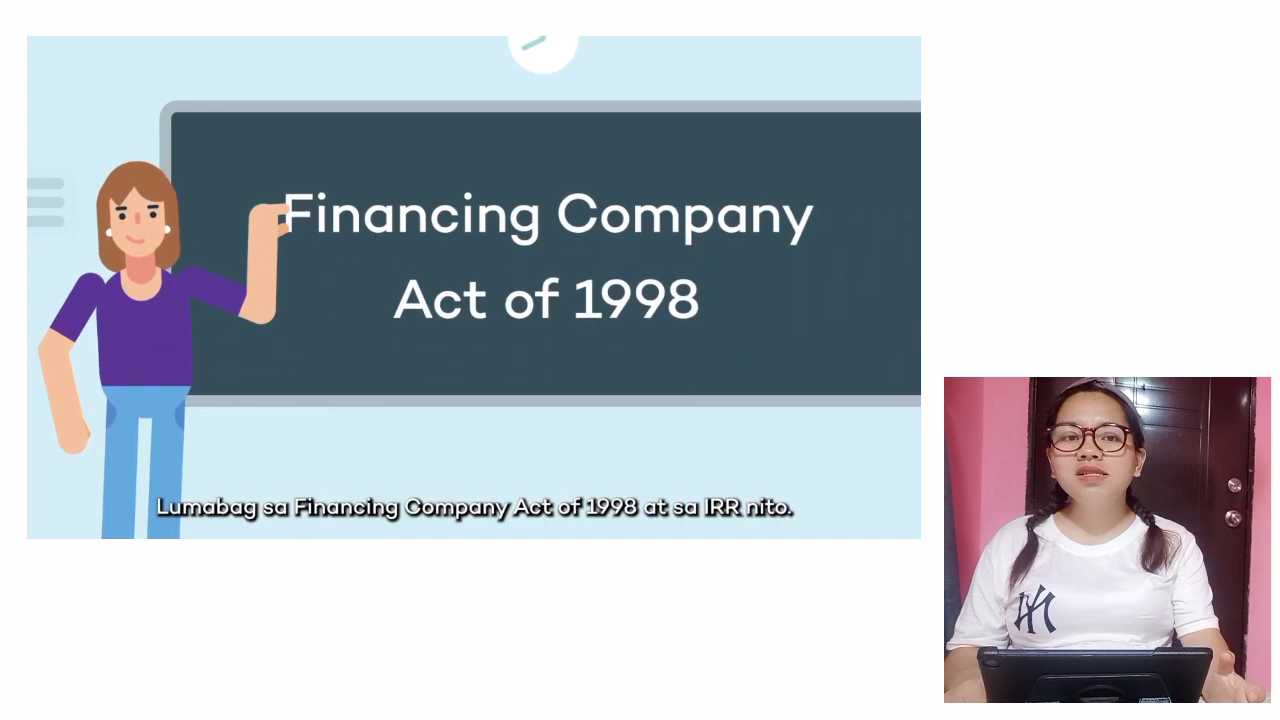 Financing Company
Act of 1998
Lumabag sa Financing Company Act of 1998 at sa IRR nito.